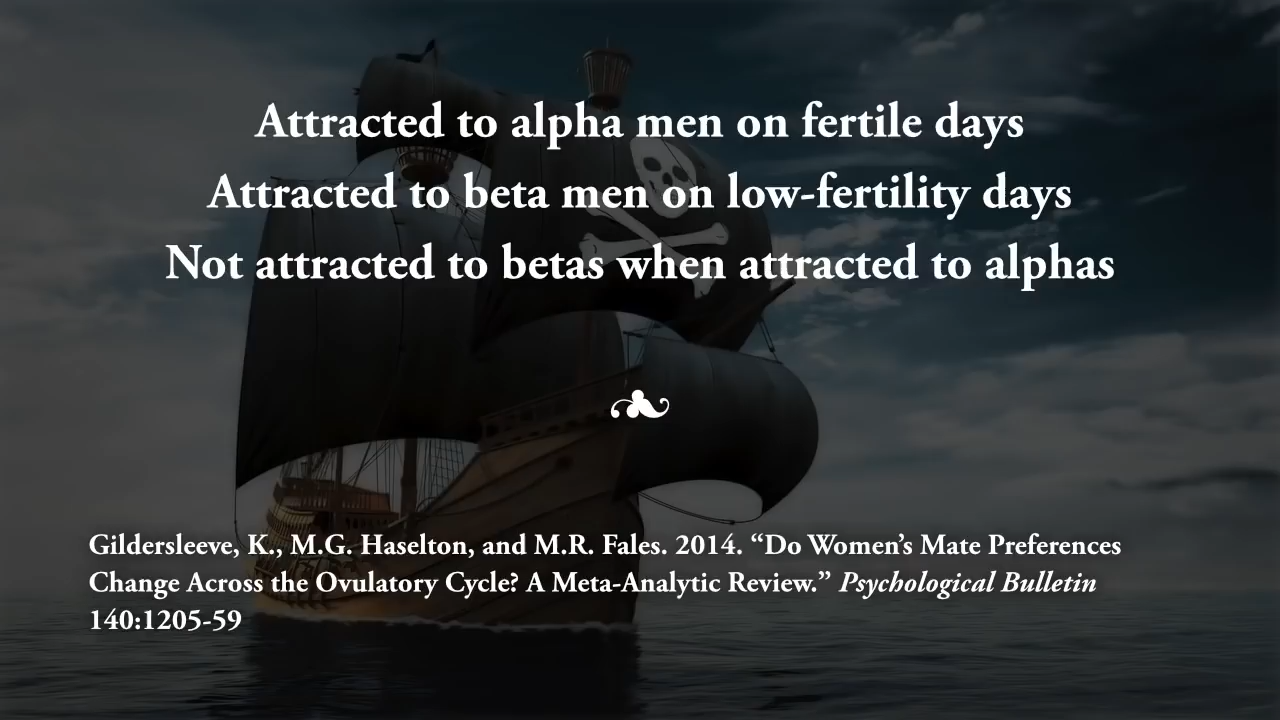 Attracted to alpha men on fertile days
Attracted to beta men on low-fertility days
Not attracted to betas when attracted to alphas
Gildersleeve, K., M.G. Haselton, and M.R. Fales. 2014. “Do Women’s Mate Preferences
Change Across the Ovulatory Cycle? A Meta-Analytic Review.” Psychological Bulletin
140:1205-59